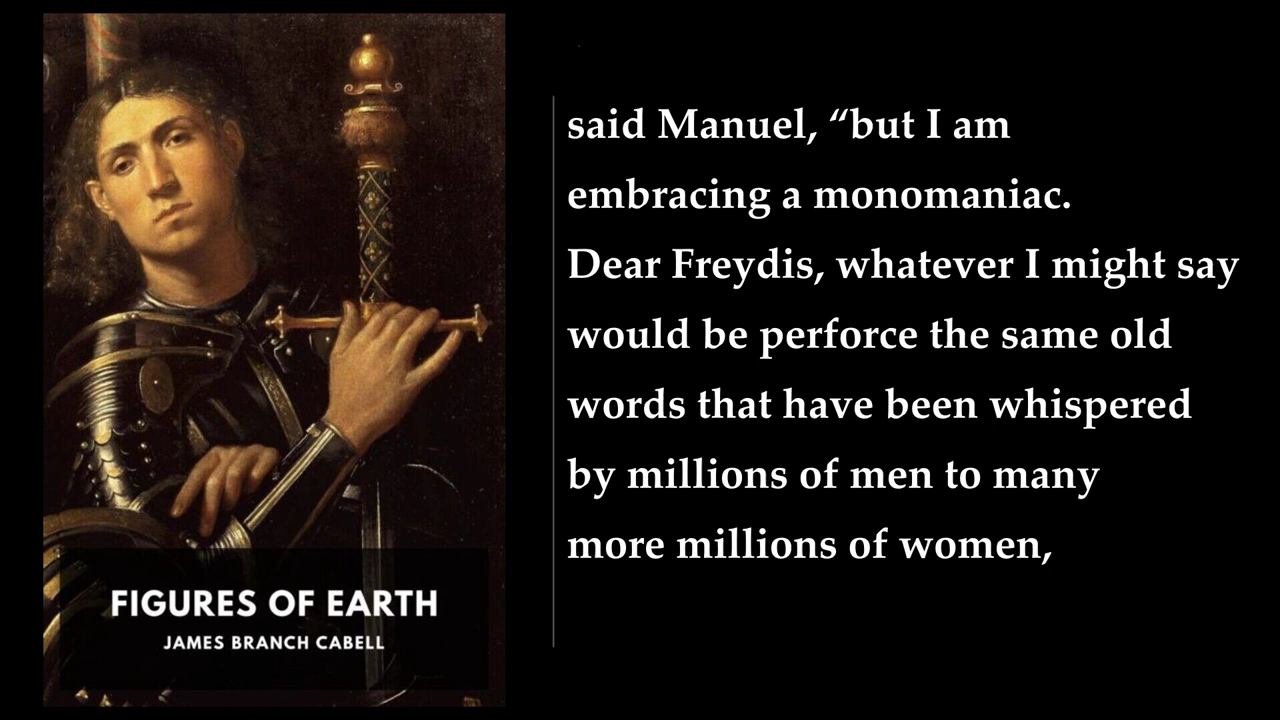 FIGURES OF EARTH
JAMES BRANCH CABELL
said Manuel, “but I am
embracing a monomaniac.
Dear Freydis, whatever I might say
would be perforce the same old
words that have been whispered
by millions of men to many
more millions of women,